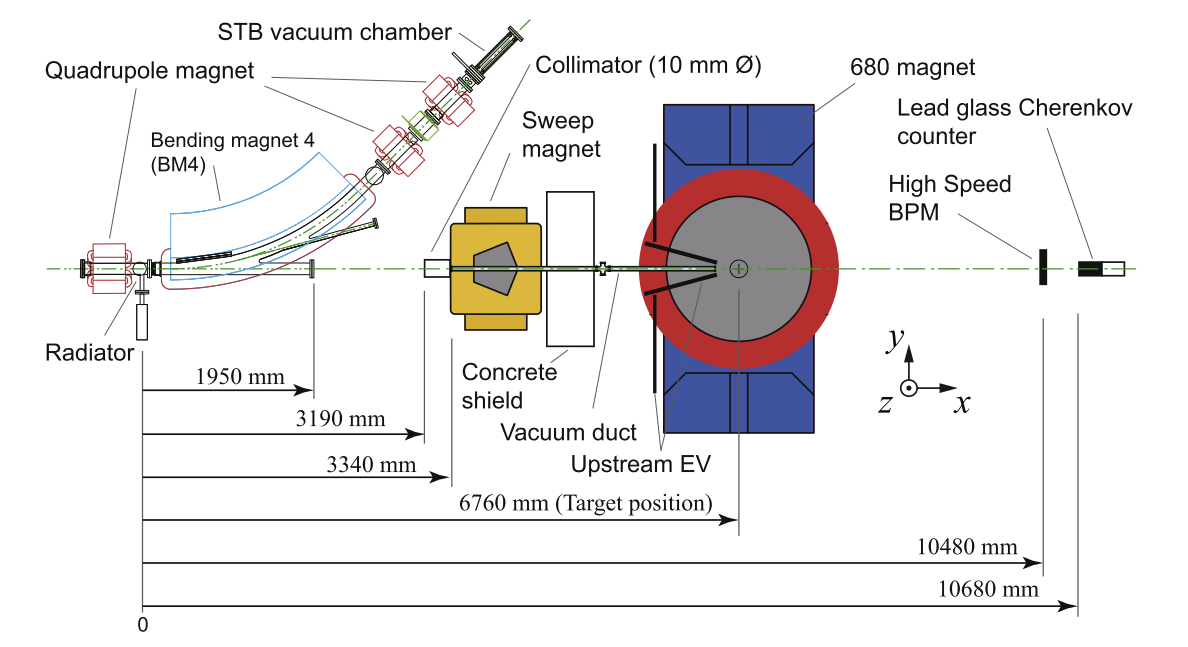 STB vacuum chamber
Quadrupole magnet
Collimator (10 mm Ø)
680 magnet
Lead glass Cherenkov
counter
Sweep
magnet
Bending magnet 4
(BM4)
High Speed
BPM
Radiator
Concrete
shield
Vacuum duct
Upstream EV
y
z
x
1950 mm
3190 mm
3340 mm
6760 mm (Target position)
10480 mm
10680 mm
0